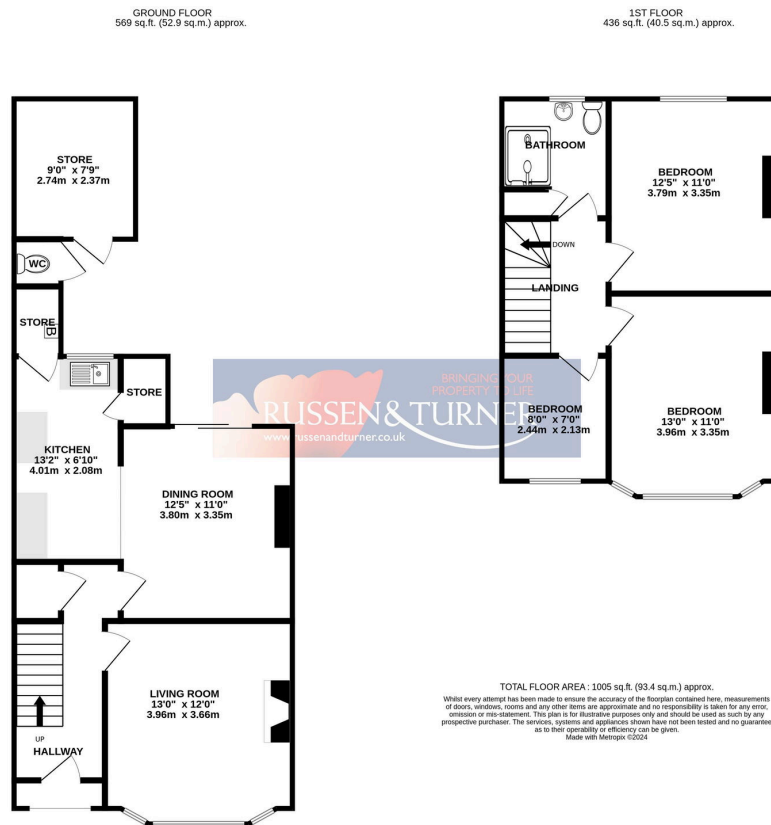 GROUND FLOOR
569 sq.ft. (52.9 sq.m.) approx.
1ST FLOOR
436 sq.ft. (40.5 sq.m.) approx.
STORE
9'0" x 7'9"
2.74m x 2.37m
WC
STORE
B
STORE
KITCHEN
13'2" x 6'10"
4.01m x 2.08m
DINING ROOM
12'5" x 11'0"
3.80m x 3.35m
LIVING ROOM
13'0" x 12'0"
3.96m x 3.66m
UP
HALLWAY
BATHROOM
BEDROOM
12'5" x 11'0"
3.79m x 3.35m
DOWN
LANDING
BEDROOM
8'0" x 7'0"
2.44m x 2.13m
BEDROOM
13'0" x 11'0"
3.96m x 3.35m
BRINGING YOUR
PROPERTY TO LIFE
RUSSEN & TURNER
www.russenandturner.co.uk
TOTAL FLOOR AREA : 1005 sq.ft. (93.4 sq.m.) approx.
Whilst every attempt has been made to ensure the accuracy of the floorplan contained here, measurements
of doors, windows, rooms and any other items are approximate and no responsibility is taken for any error,
omission or mis-statement. This plan is for illustrative purposes only and should be used as such by any
prospective purchaser. The services, systems and appliances shown have not been tested and no guarantee
as to their operability or efficiency can be given.
Made with Metropix ©2024